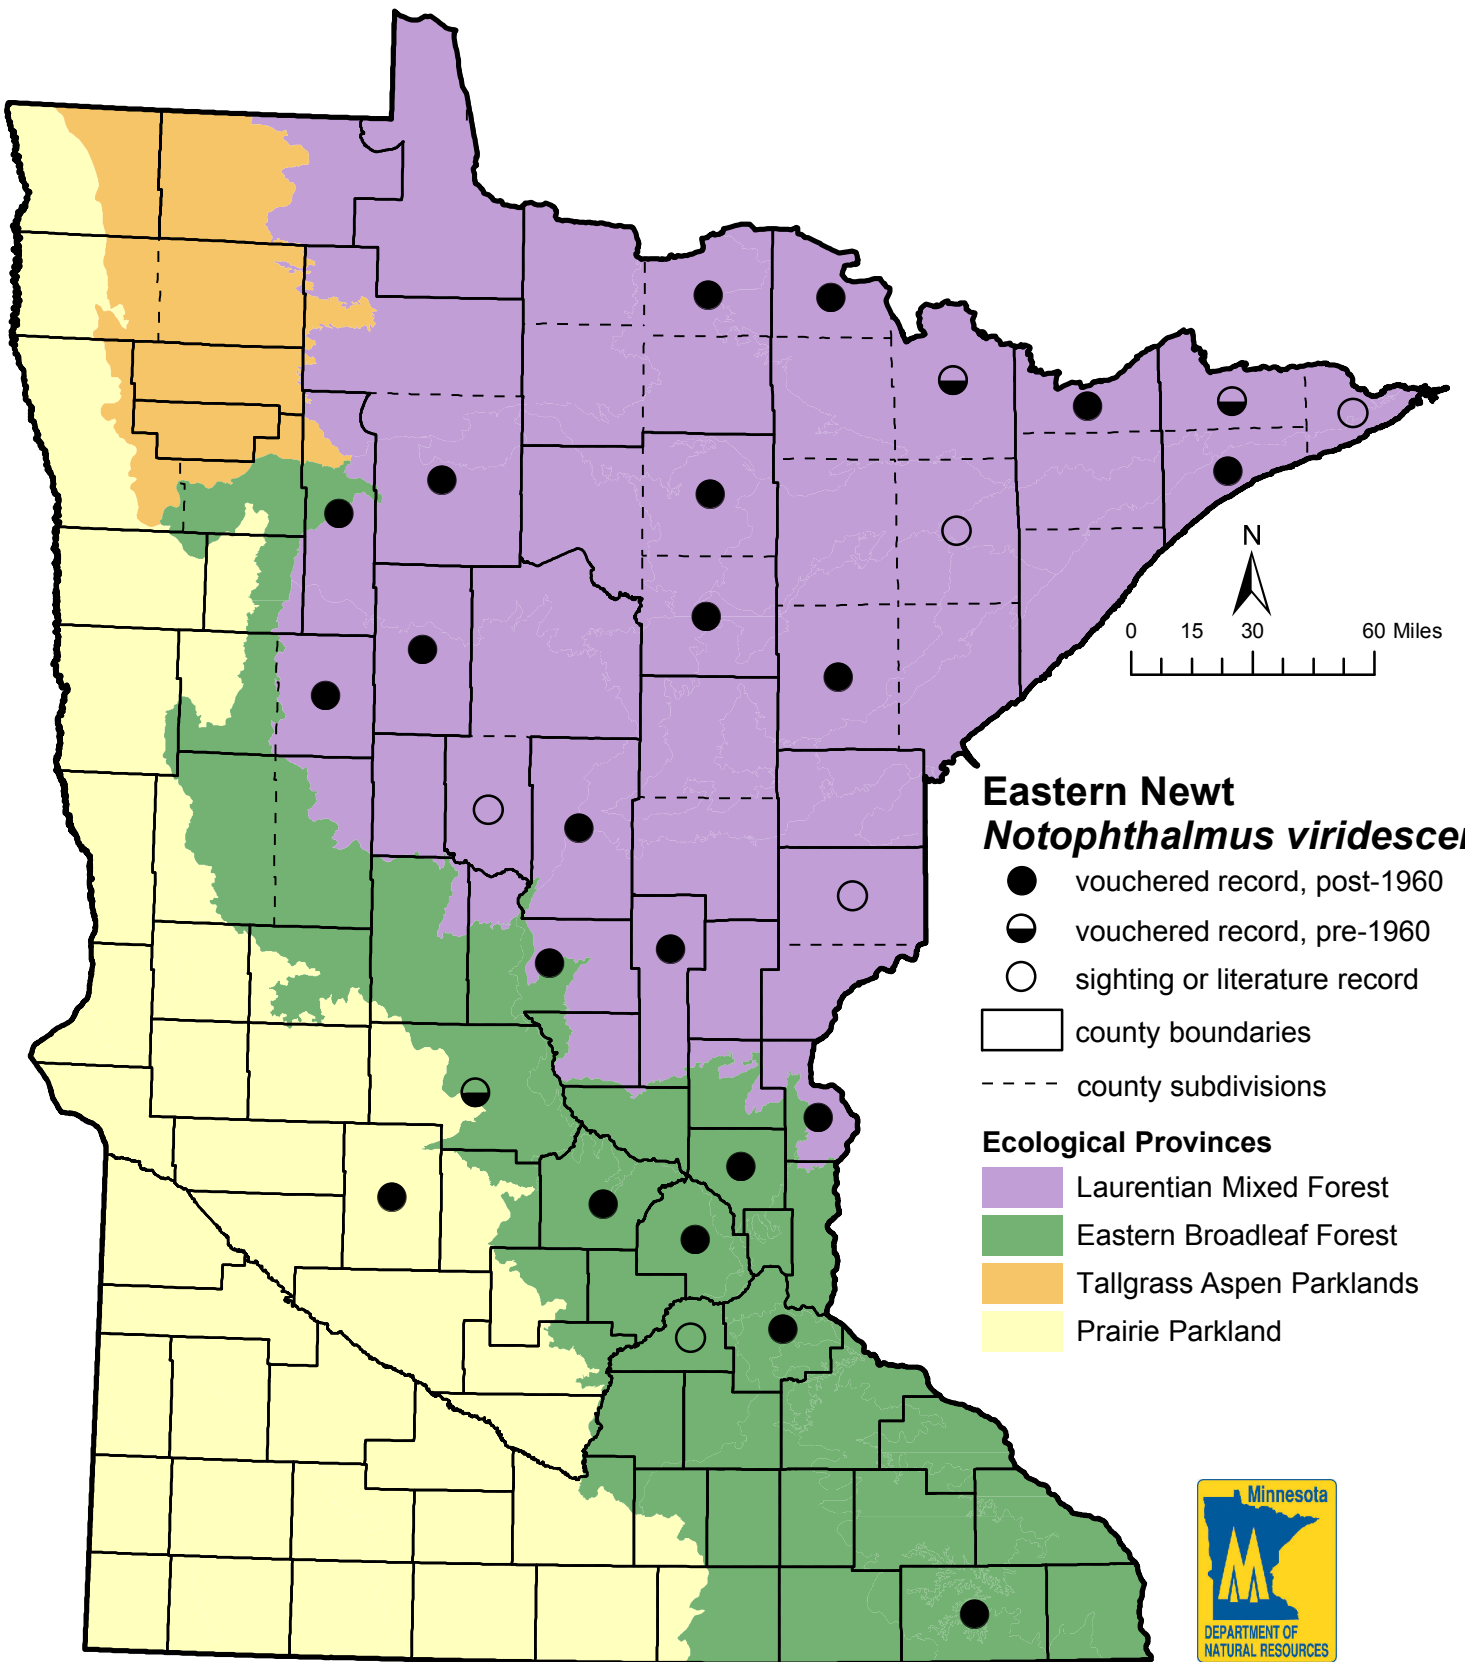 N
0 15 30 60 Miles
Eastern Newt
Notophthalmus viridescen
vouchered record, post-1960
vouchered record, pre-1960
sighting or literature record
county boundaries
county subdivisions
Ecological Provinces
Laurentian Mixed Forest
Eastern Broadleaf Forest
Tallgrass Aspen Parklands
Prairie Parkland
Minnesota
DEPARTMENT OF
NATURAL RESOURCES